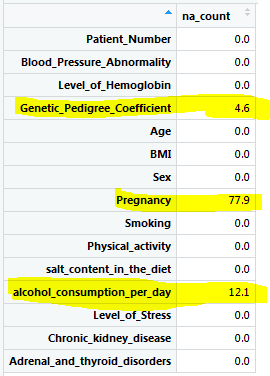 na_count
Patient_Number 0.0
Blood_Pressure_Abnormality 0.0
Level_of_Hemoglobin 0.0
Genetic_Pedigree_Coefficient 4.6
Age 0.0
BMI 0.0
Sex 0.0
Pregnancy 77.9
Smoking 0.0
Physical_activity 0.0
salt_content_in_the_diet 0.0
alcohol_consumption_per_day 12.1
Level_of_Stress 0.0
Chronic_kidney_disease 0.0
Adrenal_and_thyroid_disorders 0.0